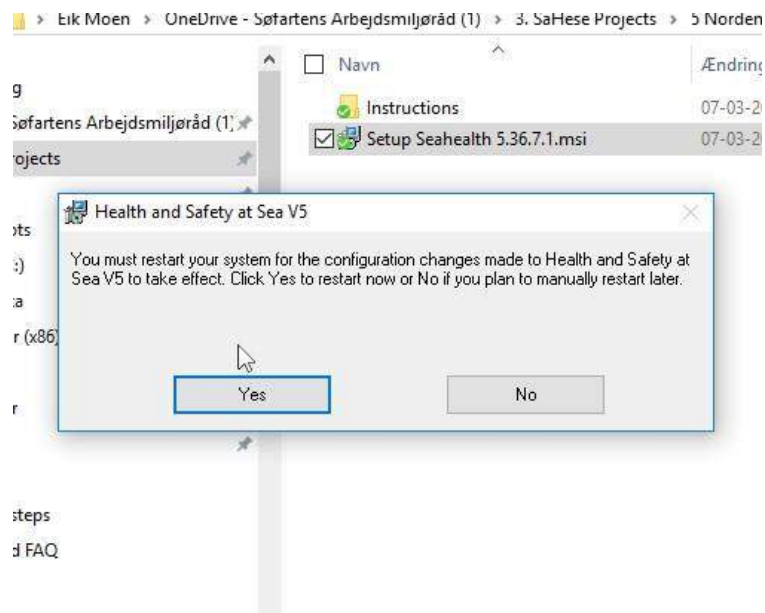 Eik Moen > OneDrive - Søfartens Arbejdsmiljøråd (1) > 3. SaHese Projects > 5 Norden
Navn
Ændring
g
Søfartens Arbejdsmiljøråd (1)
ojects
Instructions
07-03-2
Setup Seahealth 5.36.7.1.msi
07-03-2
Health and Safety at Sea V5
You must restart your system for the configuration changes made to Health and Safety at
Sea V5 to take effect. Click Yes to restart now or No if you plan to manually restart later.
Yes
No
ots
:)
a
r (x86)
r
steps
d FAQ